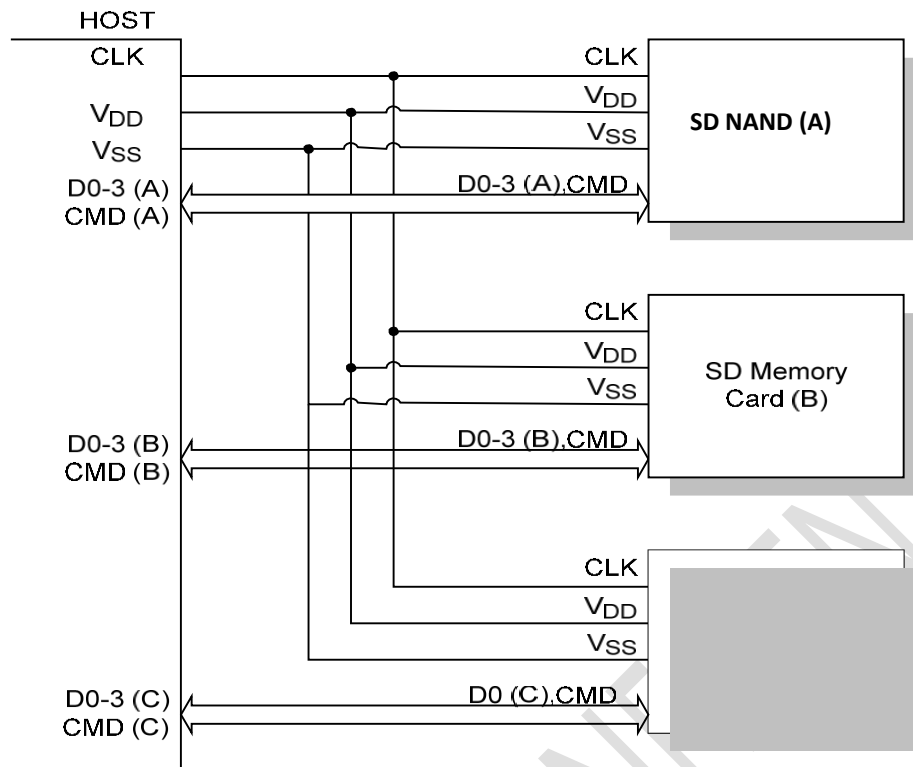 HOST
CLK
VDD
VSS
D0-3 (A)
CMD (A)
CLK
VDD
VSS
D0-3 (A),CMD
SD NAND (A)
CLK
VDD
VSS
SD Memory
Card (B)
D0-3 (B)
CMD (B)
D0-3 (B),CMD
CLK
VDD
VSS
D0-3 (C)
CMD (C)
D0 (C),CMD